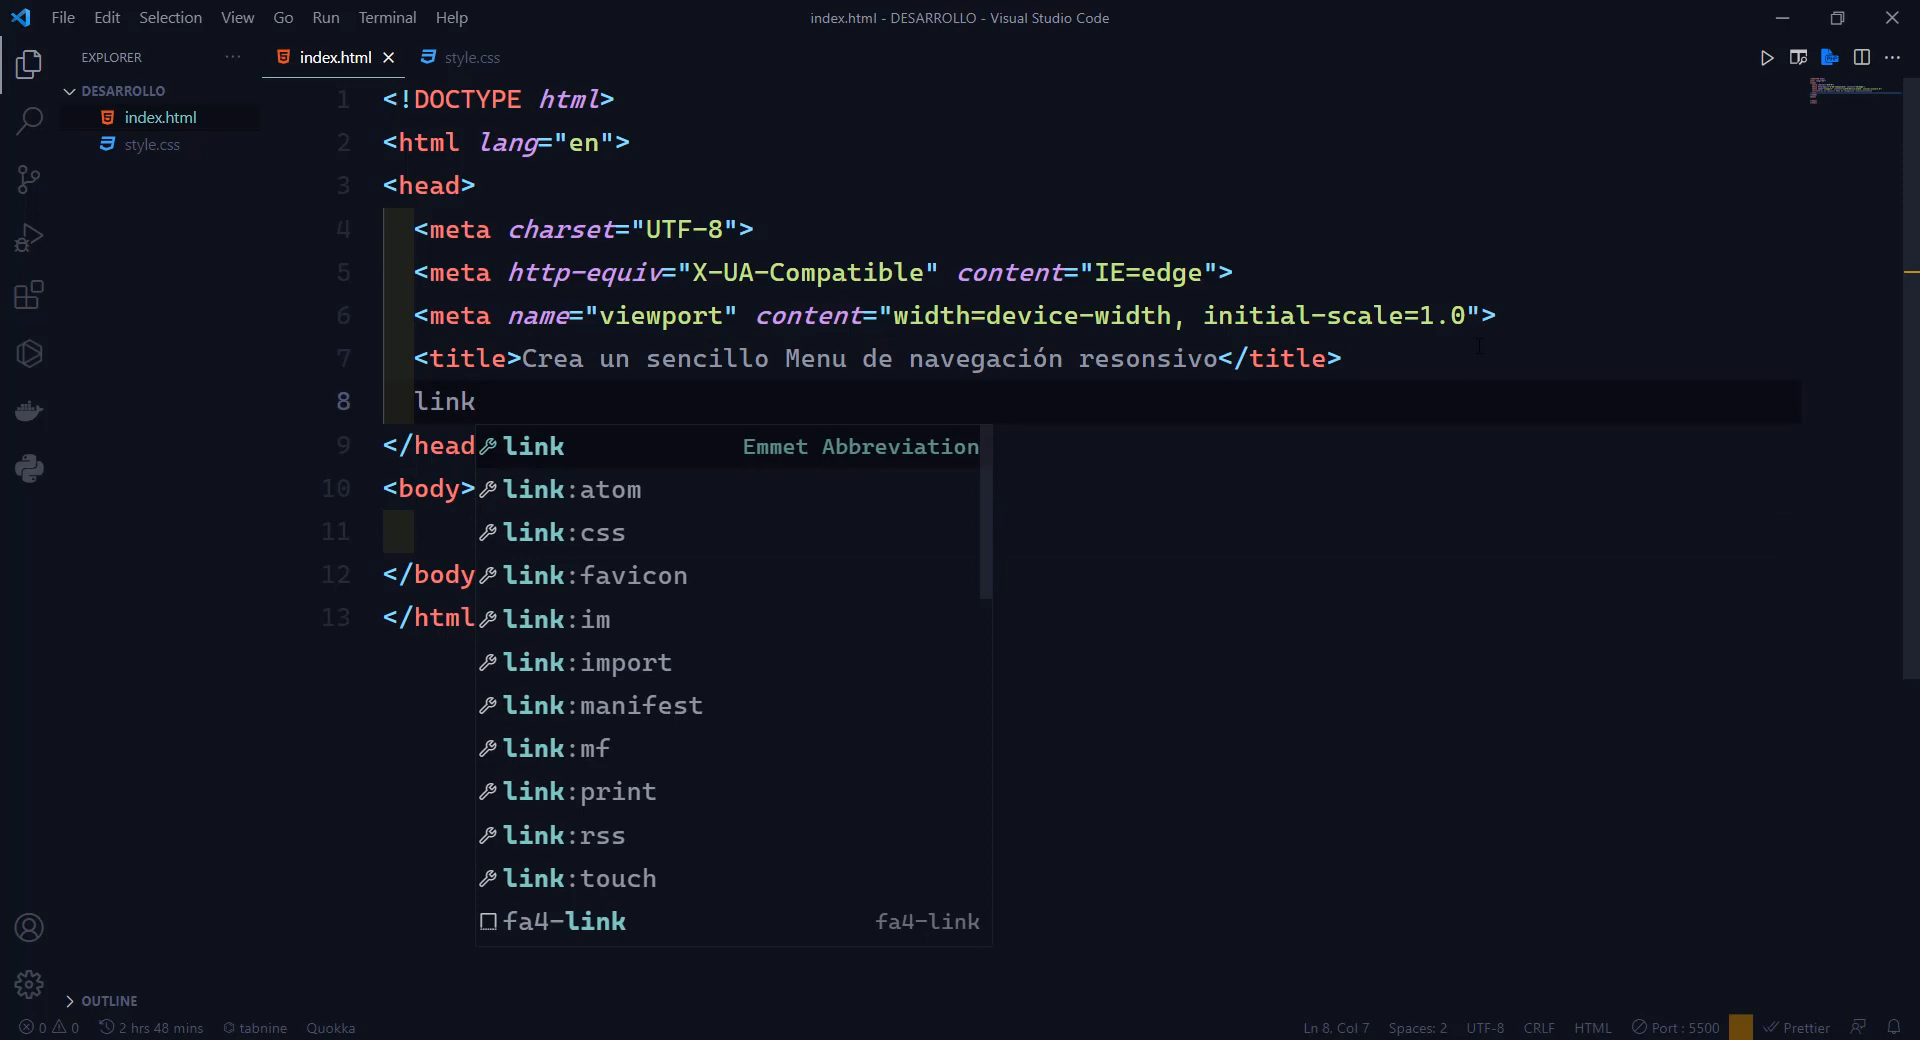 File Edit Selection View Go Run Terminal Help
index.html - DESARROLLO - Visual Studio Code
EXPLORER ···
index.html
style.css
DESARROLLO
index.html
style.css
1 <!DOCTYPE html>
2 <html lang="en">
3 <head>
4 <meta charset="UTF-8">
5 <meta http-equiv="X-UA-Compatible" content="IE=edge">
6 <meta name="viewport" content="width=device-width, initial-scale=1.0">
7 <title>Crea un sencillo Menu de navegación resonsivo</title>
8 link
9 </head
10 <body>
11
12 </body
13 </html
link Emmet Abbreviation
link:atom
link:css
link:favicon
link:im
link:import
link:manifest
link:mf
link:print
link:rss
link:touch
fa4-link fa4-link
OUTLINE
0 0 2 hrs 48 mins tabnine Quokka
Ln 8, Col 7 Spaces: 2 UTF-8 CRLF HTML Port : 5500 Prettier